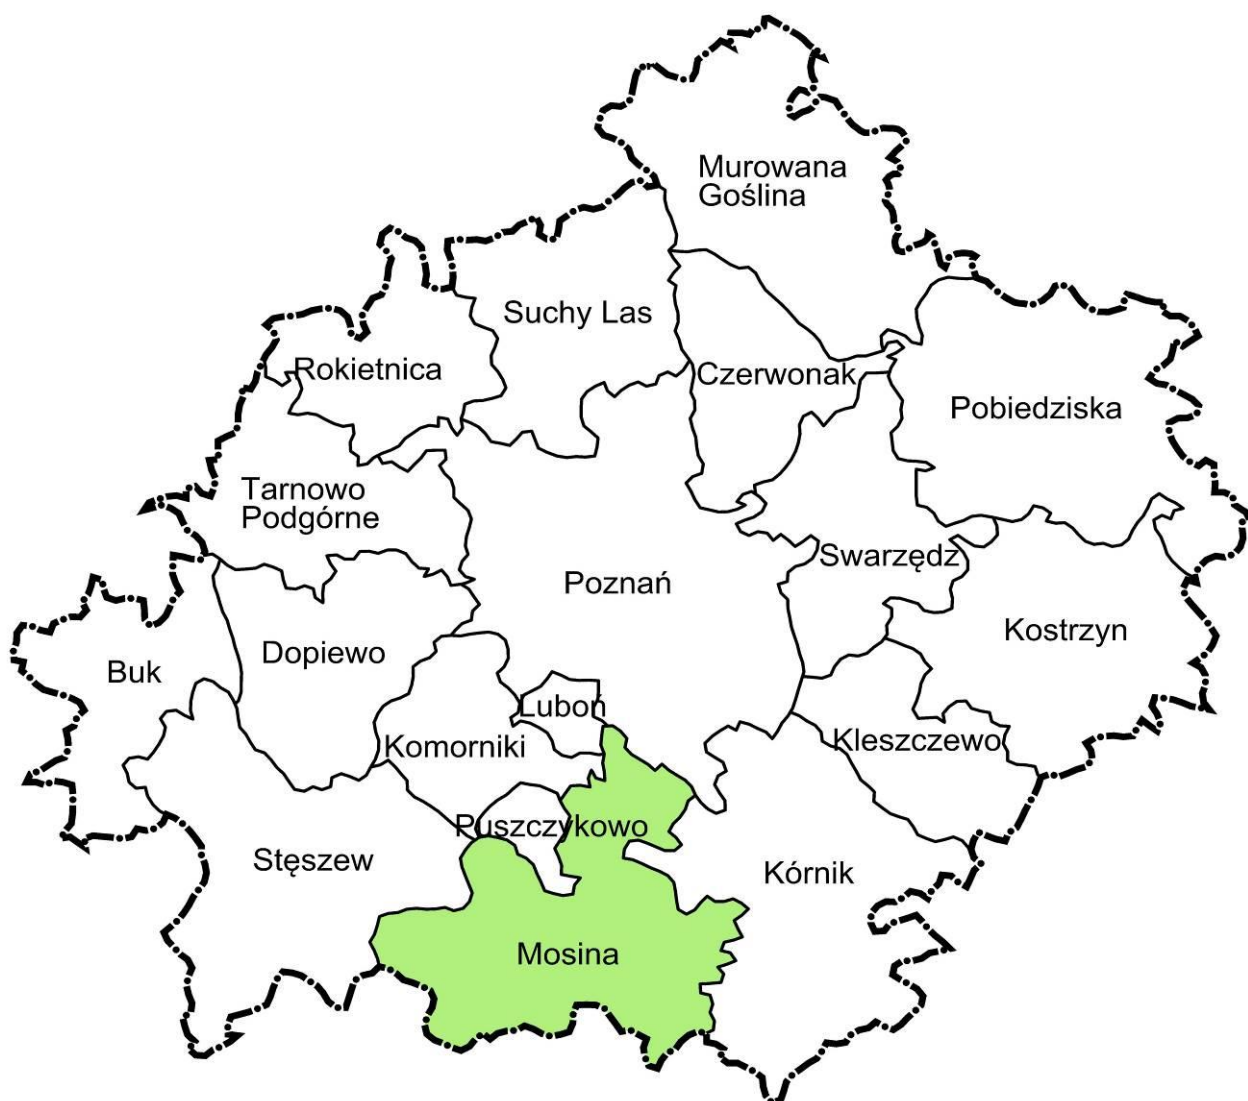 Murowana
Goślina
Suchy Las
Rokietnica
Czerwonak
Pobiedziska
Tarnowo
Podgórne
Swarzędz
Poznań
Kostrzyn
Dopiewo
Buk
Luboń
Komorniki
Kleszczewo
Puszczykowo
Stęszew
Kórnik
Mosina